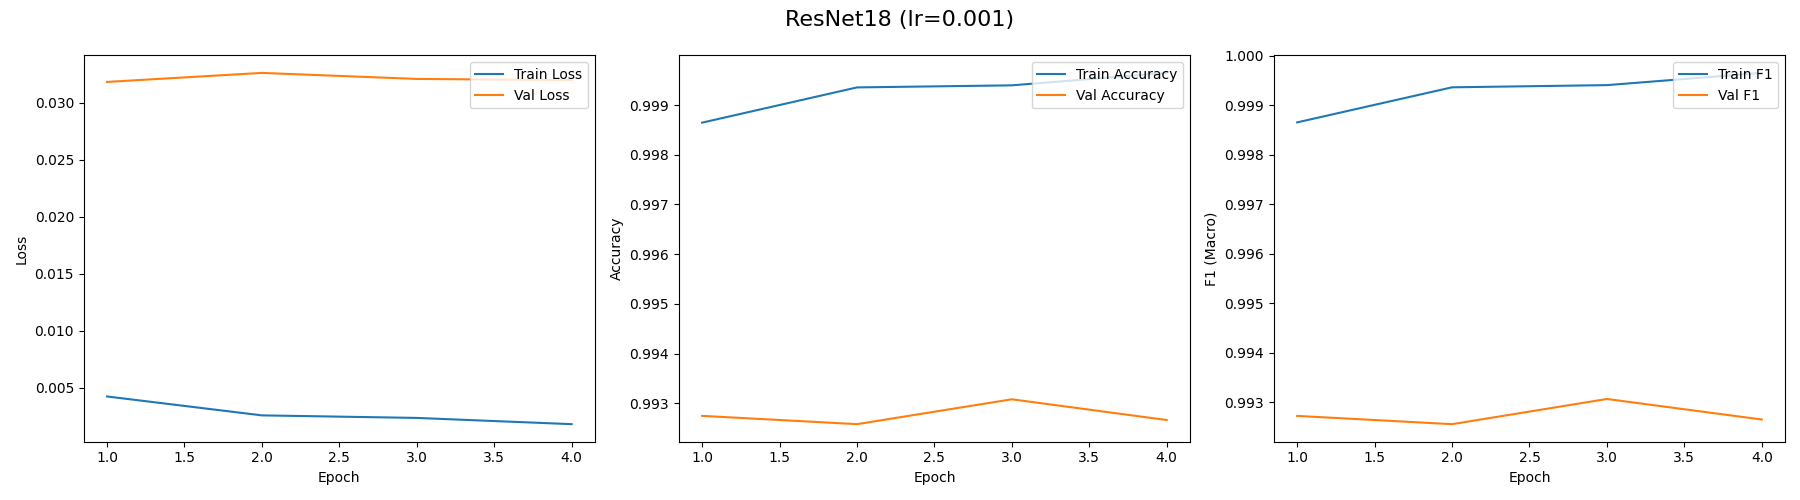 ResNet18 (lr=0.001)
Loss
0.030
0.025
0.020
0.015
0.010
0.005
1.0 1.5 2.0 2.5 3.0 3.5 4.0
Epoch
Train Loss
Val Loss
Accuracy
0.999
0.998
0.997
0.996
0.995
0.994
0.993
1.0 1.5 2.0 2.5 3.0 3.5 4.0
Epoch
Train Accuracy
Val Accuracy
F1 (Macro)
1.000
0.999
0.998
0.997
0.996
0.995
0.994
0.993
1.0 1.5 2.0 2.5 3.0 3.5 4.0
Epoch
Train F1
Val F1